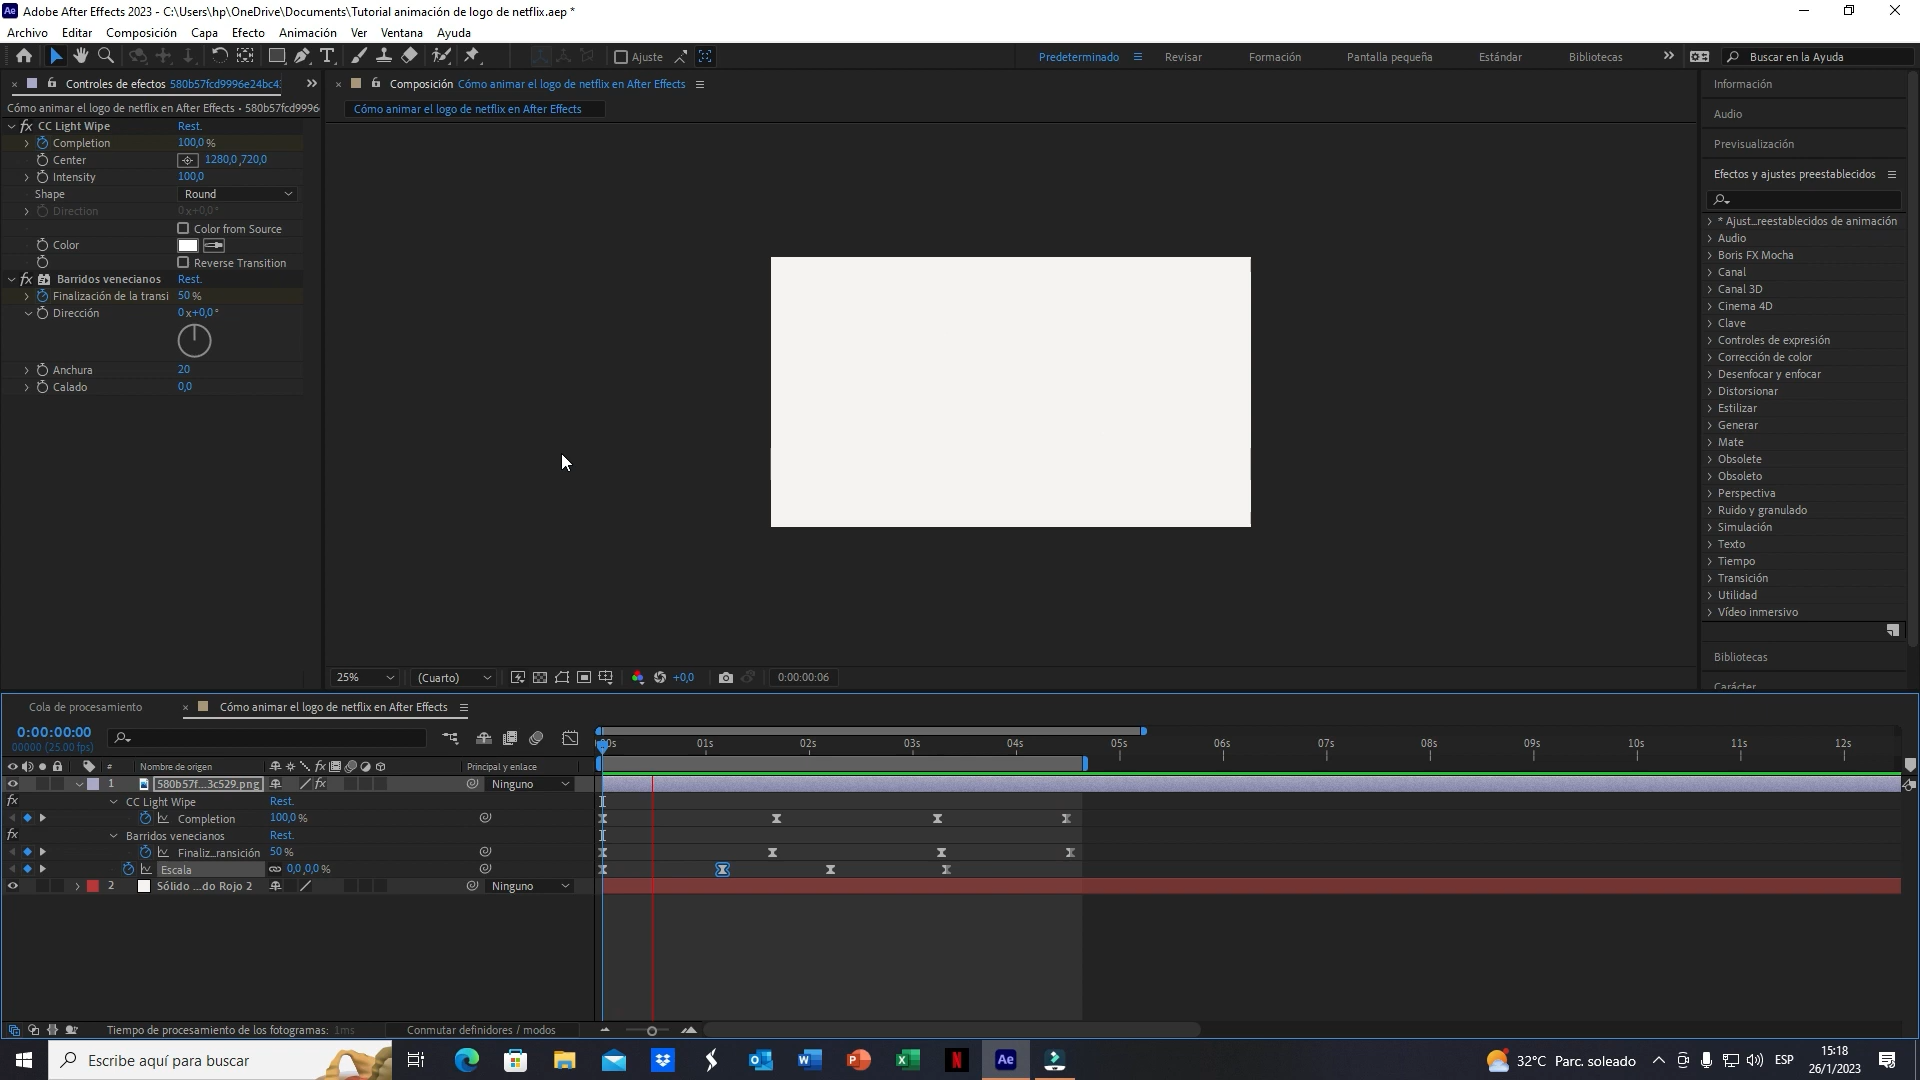 Adobe After Effects 2023 - C:\Users\hp\OneDrive\Documents\Tutorial animación de logo de netflix.aep *
Archivo Editar Composición Capa Efecto Animación Ver Ventana Ayuda
Ajuste Predeterminado Revisar Formación Pantalla pequeña Estándar Bibliotecas Buscar en la Ayuda
Controles de efectos 580b57fcd9996e24bc4
Composición Cómo animar el logo de netflix en After Effects
Cómo animar el logo de netflix en After Effects • 580b57fcd9996
Cómo animar el logo de netflix en After Effects
CC Light Wipe Rest.
Completion 100,0 %
Center 1280,0 ,720,0
Intensity 100,0
Shape Round
Direction 0x+0,0°
Color from Source
Color
Reverse Transition
Barridos venecianos Rest.
Finalización de la transi 50 %
Dirección 0x+0,0°
Anchura 20
Calado 0,0
Información
Audio
Previsualización
Efectos y ajustes preestablecidos
* Ajust...reestablecidos de animación
Audio
Boris FX Mocha
Canal
Canal 3D
Cinema 4D
Clave
Controles de expresión
Corrección de color
Desenfocar y enfocar
Distorsionar
Estilizar
Generar
Mate
Obsolete
Obsoleto
Perspectiva
Ruido y granulado
Simulación
Texto
Tiempo
Transición
Utilidad
Vídeo inmersivo
Bibliotecas
Carácter
25% (Cuarto) +0,0 0:00:00:06
Cola de procesamiento Cómo animar el logo de netflix en After Effects
0:00:00:00
00000 (25.00 fps)
00s 01s 02s 03s 04s 05s 06s 07s 08s 09s 10s 11s 12s
# Nombre de origen Principal y enlace
1 580b57f...3c529.png Ninguno
CC Light Wipe Rest.
Completion 100,0 %
Barridos venecianos Rest.
Finaliz...ransición 50 %
Escala 0,0 ,0,0 %
2 Sólido ...do Rojo 2 Ninguno
Tiempo de procesamiento de los fotogramas: 1ms Conmutar definidores / modos
Escribe aquí para buscar
32°C Parc. soleado ESP 15:18
26/1/2023